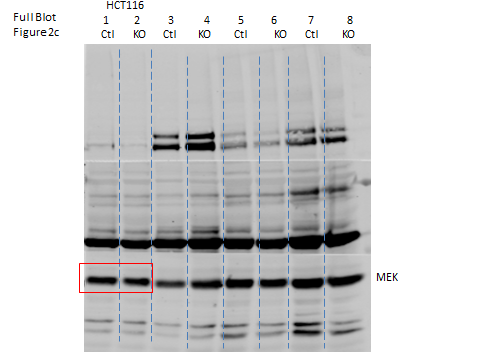 Full Blot
Figure 2c
HCT116
1 2 3 4 5 6 7 8
Ctl KO Ctl KO Ctl KO Ctl KO
MEK